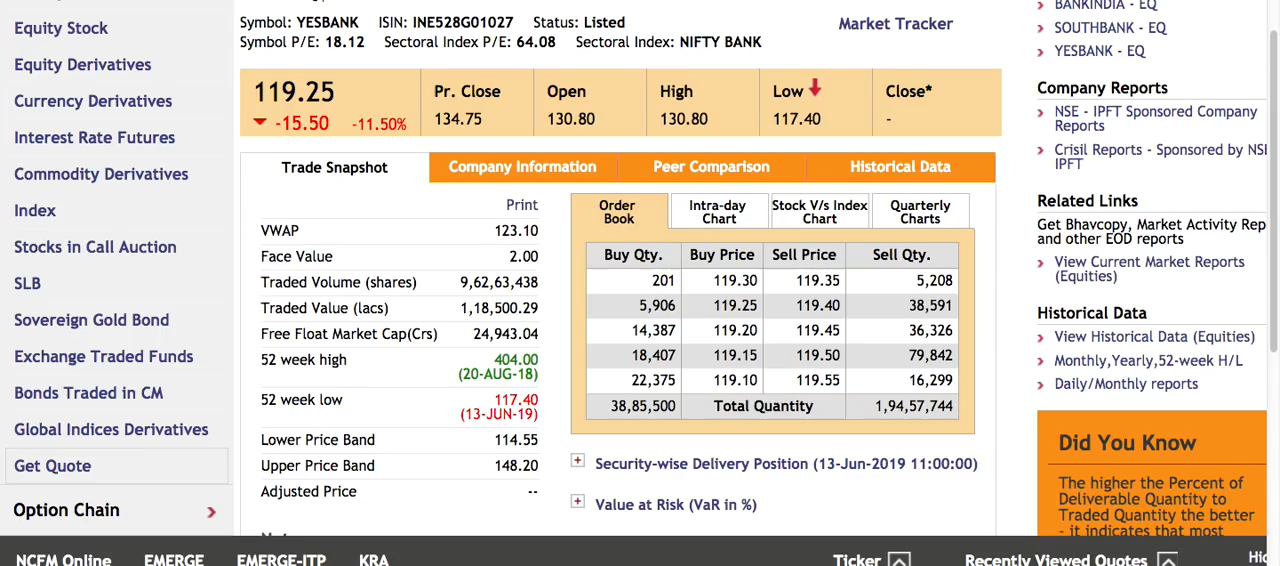 Equity Stock
Equity Derivatives
Currency Derivatives
Interest Rate Futures
Commodity Derivatives
Index
Stocks in Call Auction
SLB
Sovereign Gold Bond
Exchange Traded Funds
Bonds Traded in CM
Global Indices Derivatives
Get Quote
Option Chain
Symbol: YESBANK ISIN: INE528G01027 Status: Listed
Symbol P/E: 18.12 Sectoral Index P/E: 64.08 Sectoral Index: NIFTY BANK
Market Tracker
119.25 Pr. Close Open High Low Close*
-15.50 -11.50% 134.75 130.80 130.80 117.40 -
Trade Snapshot Company Information Peer Comparison Historical Data
Print
VWAP 123.10
Face Value 2.00
Traded Volume (shares) 9,62,63,438
Traded Value (lacs) 1,18,500.29
Free Float Market Cap(Crs) 24,943.04
52 week high 404.00
(20-AUG-18)
52 week low 117.40
(13-JUN-19)
Lower Price Band 114.55
Upper Price Band 148.20
Adjusted Price --
Order Book
Intra-day Chart
Stock V/s Index Chart
Quarterly Charts
Buy Qty. Buy Price Sell Price Sell Qty.
201 119.30 119.35 5,208
5,906 119.25 119.40 38,591
14,387 119.20 119.45 36,326
18,407 119.15 119.50 79,842
22,375 119.10 119.55 16,299
38,85,500 Total Quantity 1,94,57,744
+ Security-wise Delivery Position (13-Jun-2019 11:00:00)
+ Value at Risk (VaR in %)
BANKINDIA - EQ
SOUTHBANK - EQ
YESBANK - EQ
Company Reports
NSE - IPFT Sponsored Company
Reports
Crisil Reports - Sponsored by NSE
IPFT
Related Links
Get Bhavcopy, Market Activity Rep
and other EOD reports
View Current Market Reports
(Equities)
Historical Data
View Historical Data (Equities)
Monthly,Yearly,52-week H/L
Daily/Monthly reports
Did You Know
The higher the Percent of
Deliverable Quantity to
Traded Quantity the better
- it indicates that most
NCFM Online EMERGE EMERGE-ITP KRA Ticker Recently Viewed Quotes